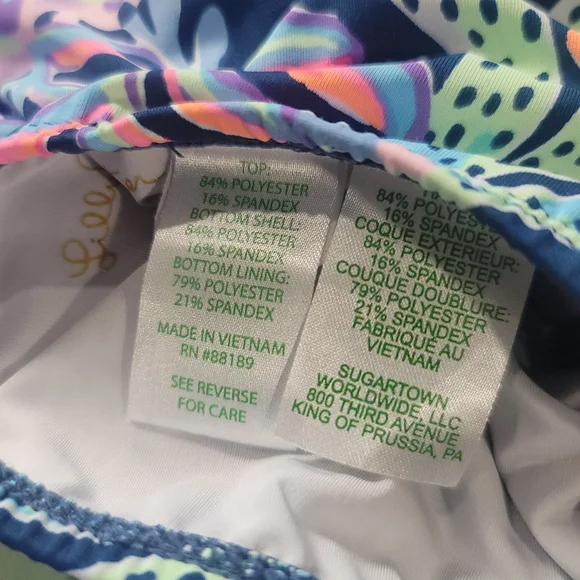 Lilly
TOP:
84% POLYESTER
16% SPANDEX
BOTTOM SHELL:
84% POLYESTER
16% SPANDEX
BOTTOM LINING:
79% POLYESTER
21% SPANDEX
MADE IN VIETNAM
RN #88189
SEE REVERSE
FOR CARE
84% POLYESTER
16% SPANDEX
COQUE EXTERIEUR:
84% POLYESTER
16% SPANDEX
COUQUE DOUBLURE:
79% POLYESTER
21% SPANDEX
FABRIQUE AU
VIETNAM
SUGARTOWN
WORLDWIDE, LLC
800 THIRD AVENUE
KING OF PRUSSIA, PA